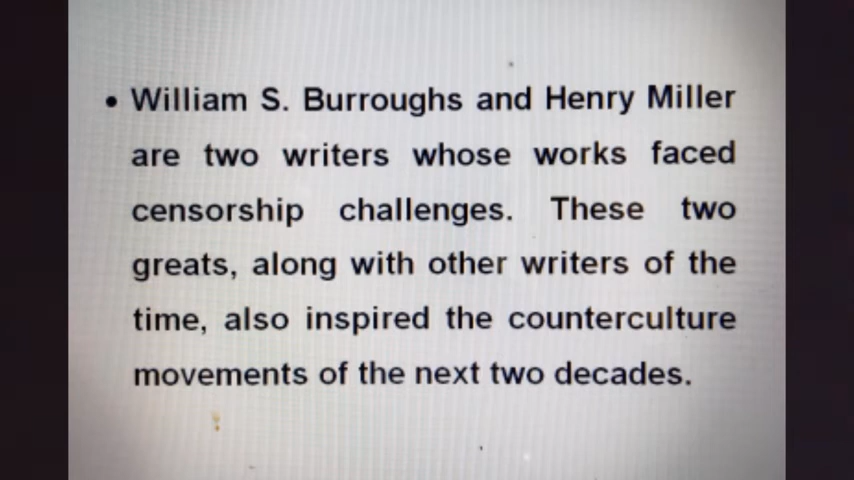 • William S. Burroughs and Henry Miller
are two writers whose works faced
censorship challenges. These two
greats, along with other writers of the
time, also inspired the counterculture
movements of the next two decades.